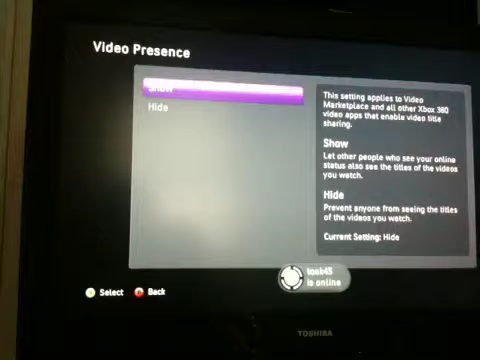 Video Presence
Show
Hide
This setting applies to Video
Marketplace and all other Xbox 360
video apps that enable video title
sharing.
Show
Let other people who see your online
status also see the titles of the videos
you watch.
Hide
Prevent anyone from seeing the titles
of the videos you watch.
Current Setting: Hide
is online
Select
Back
TOSHIBA